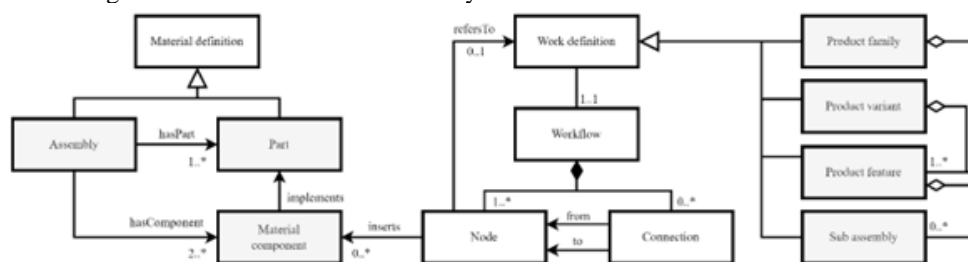 refersTo
Material definition
0..1
Work definition
Product family
1..1
Product variant
Assembly
hasPart
Part
Workflow
1..*
1..*
Product feature
implements
1..*
0..*
hasComponent
Material
component
inserts
Node
from
to
Connection
0..*
Sub assembly
2..*
0..*